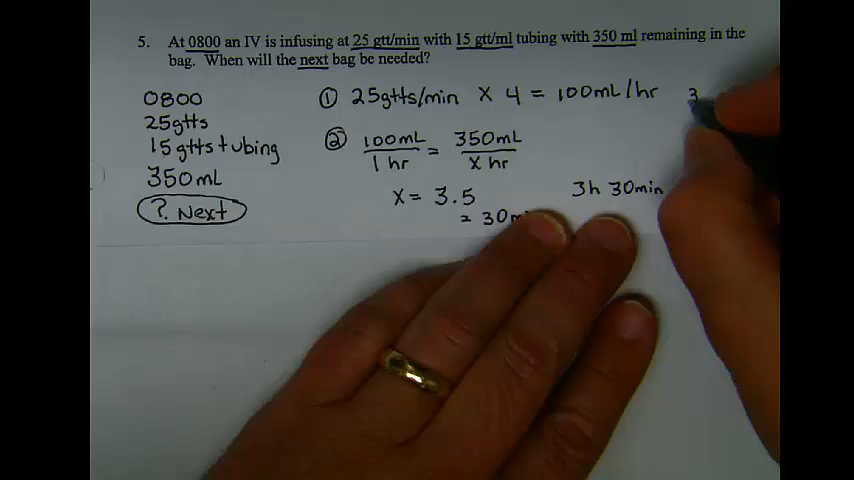 5. At 0800 an IV is infusing at 25 gtt/min with 15 gtt/ml tubing with 350 ml remaining in the
bag. When will the next bag be needed?
0800
25gtts
15 gtts tubing
350mL
?. Next
① 25gtts/min X 4 = 100mL/hr 3
② 100mL / 1 hr = 350mL / x hr
x = 3.5
= 30m
3h 30min